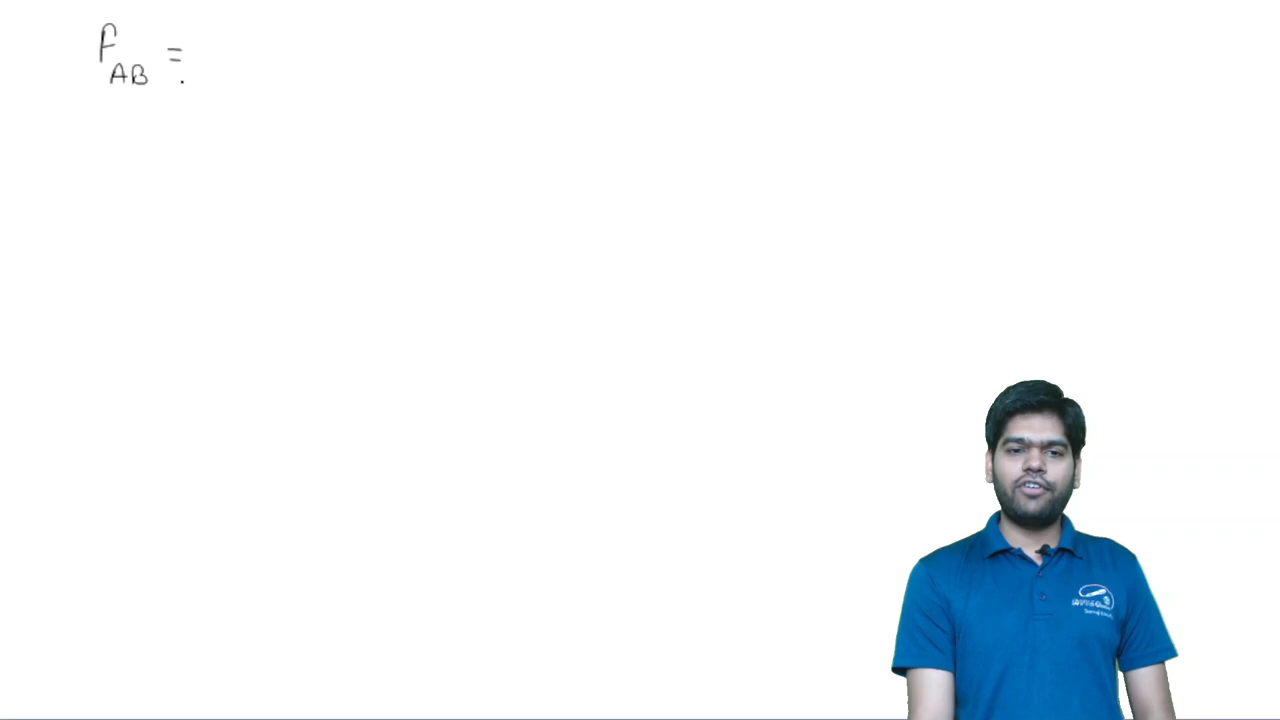 F_AB =